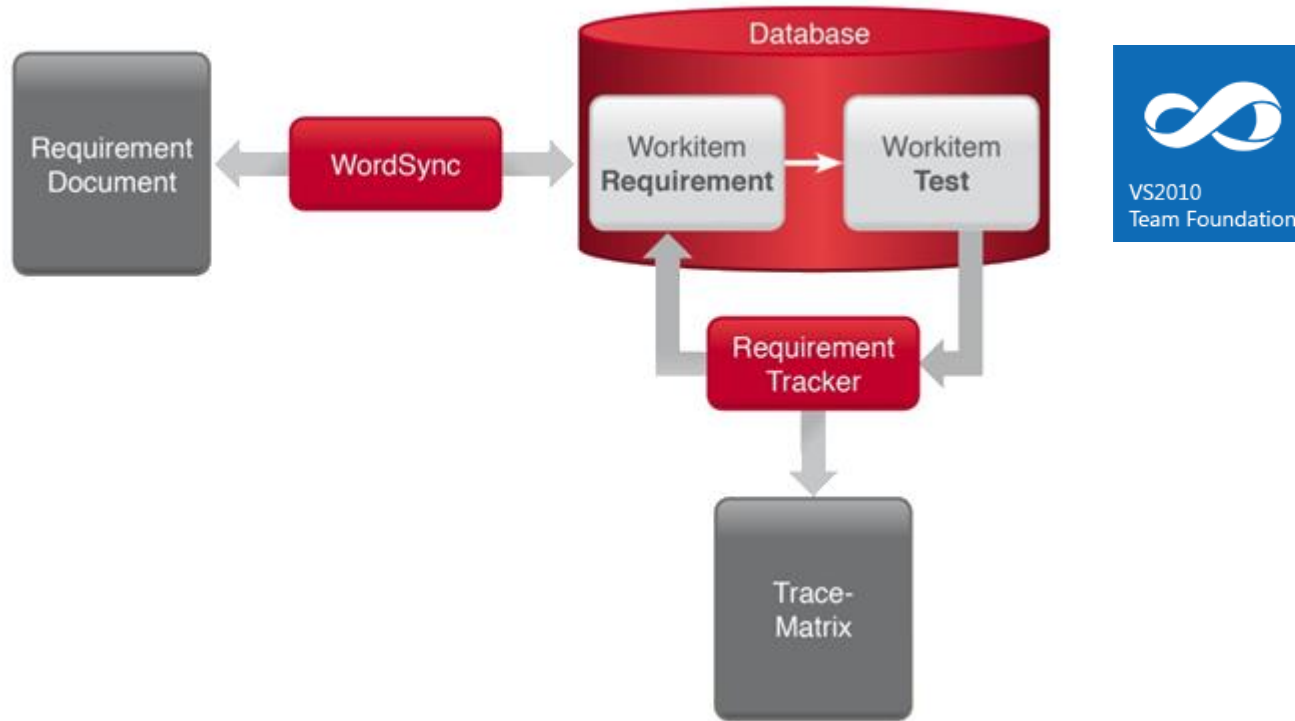 Database
Requirement
Document
WordSync
Workitem
Requirement
Workitem
Test
VS2010
Team Foundation
Requirement
Tracker
Trace-
Matrix